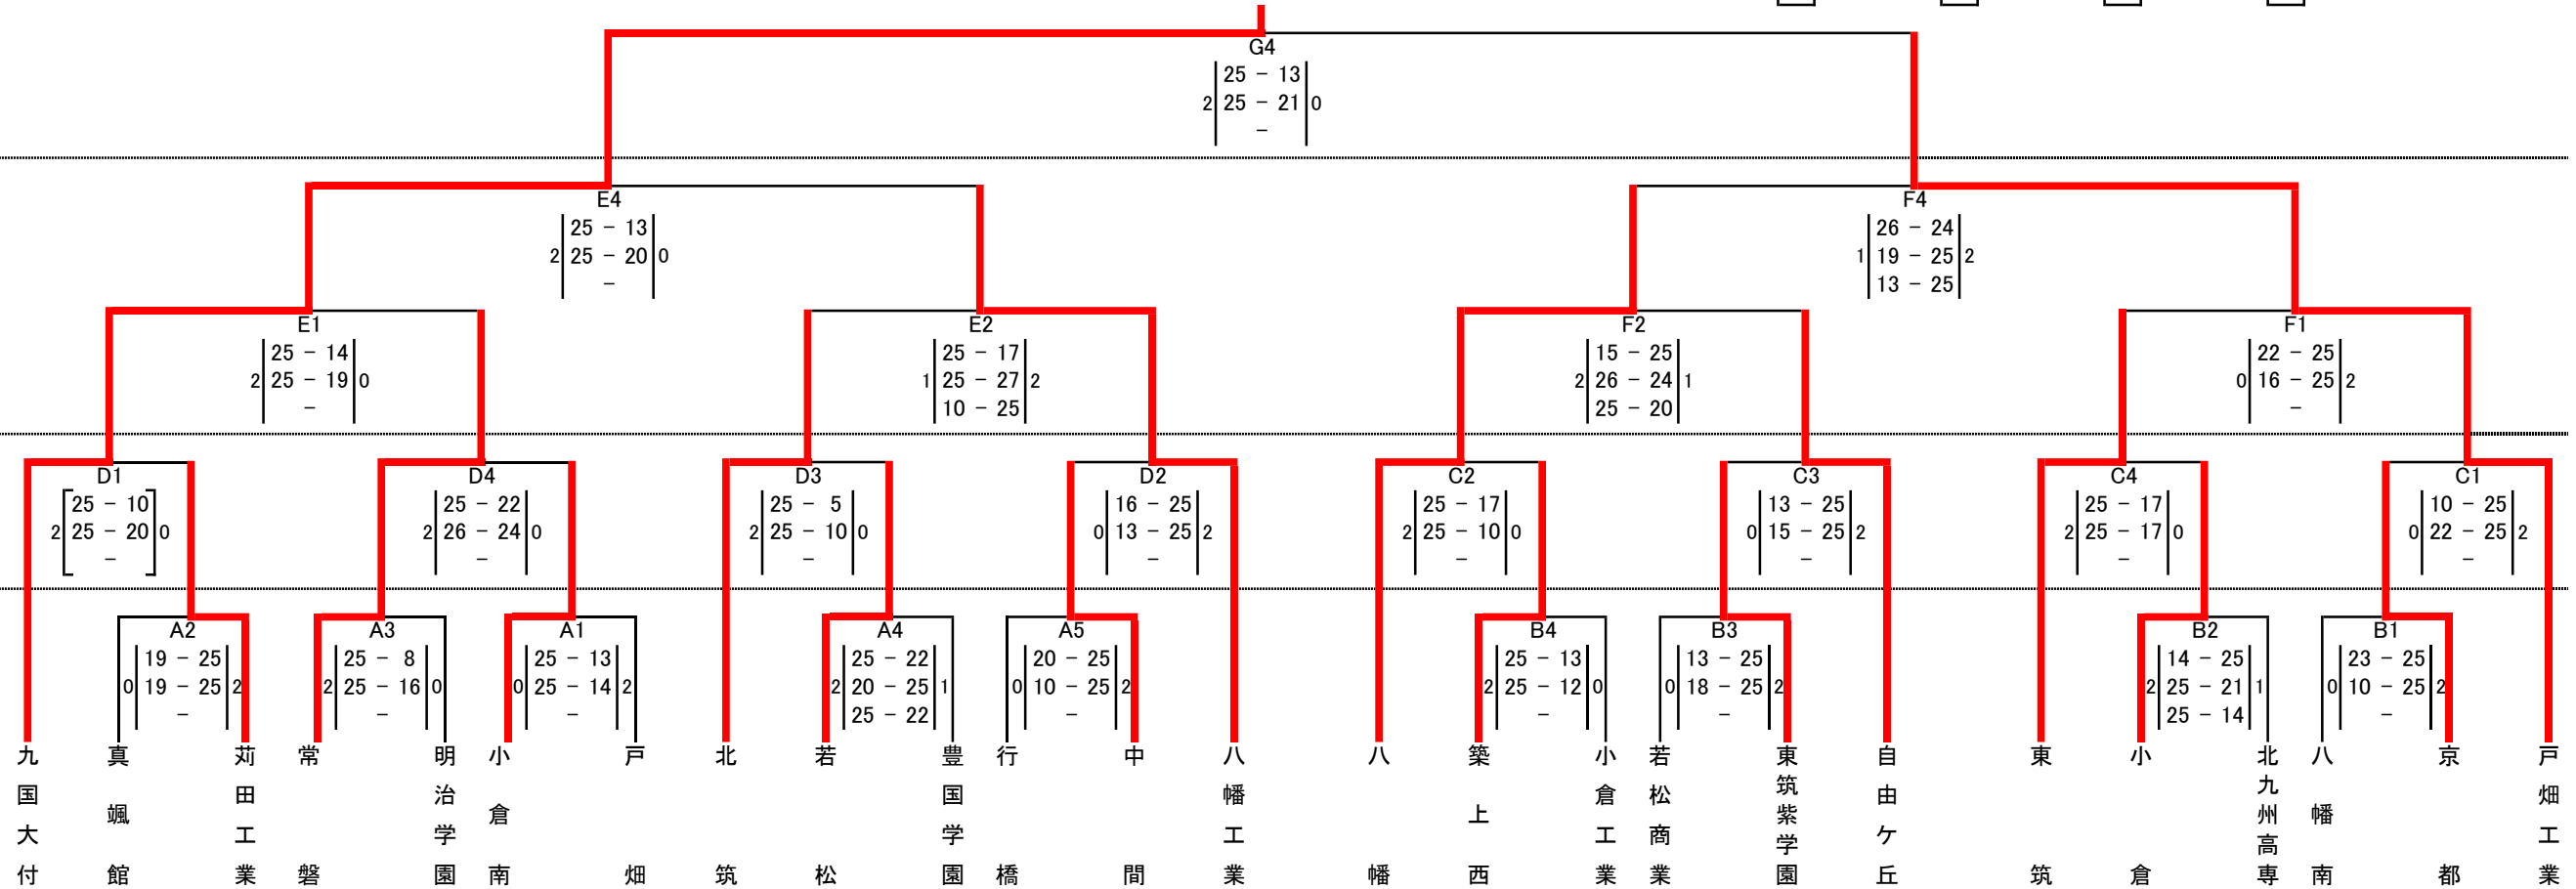 G4
25 - 13
2 25 - 21 0
-
E4
25 - 13
2 25 - 20 0
-
F4
26 - 24
1 19 - 25 2
13 - 25
E1
25 - 14
2 25 - 19 0
-
E2
25 - 17
1 25 - 27 2
10 - 25
F2
15 - 25
2 26 - 24 1
25 - 20
F1
22 - 25
0 16 - 25 2
-
D1
25 - 10
2 25 - 20 0
-
D4
25 - 22
2 26 - 24 0
-
D3
25 - 5
2 25 - 10 0
-
D2
16 - 25
0 13 - 25 2
-
C2
25 - 17
2 25 - 10 0
-
C3
13 - 25
0 15 - 25 2
-
C4
25 - 17
2 25 - 17 0
-
C1
10 - 25
0 22 - 25 2
-
A2
19 - 25
0 19 - 25 2
-
A3
25 - 8
2 25 - 16 0
-
A1
25 - 13
0 25 - 14 2
-
A4
25 - 22
2 20 - 25 1
25 - 22
A5
20 - 25
0 10 - 25 2
-
B4
25 - 13
2 25 - 12 0
-
B3
13 - 25
0 18 - 25 2
-
B2
14 - 25
2 25 - 21 1
25 - 14
B1
23 - 25
0 10 - 25 2
-
九国大付
真颯館
苅田工業
常磐
明治学園
小倉南
戸畑
北筑
若松
豊国学園
行橋
中間
八幡工業
八幡
築上西
小倉工業
若松商業
東筑紫学園
自由ケ丘
東筑
小倉
北九州高専
八幡南
京都
戸畑工業